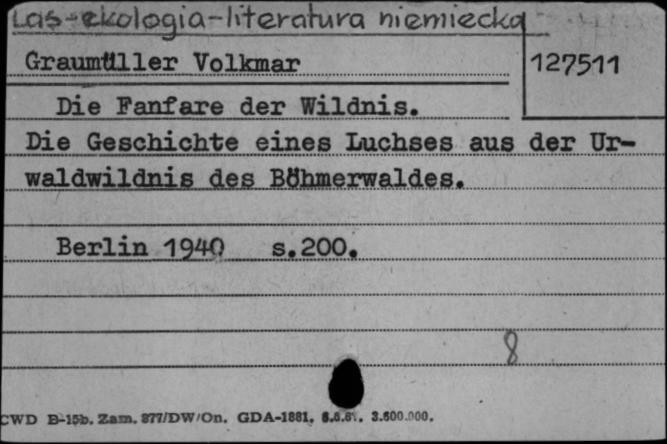 Las-ekologia-literatura niemiecka
Graumüller Volkmar
127511
Die Fanfare der Wildnis.
Die Geschichte eines Luchses aus der Ur-
waldwildnis des Böhmerwaldes.
Berlin 1940 s.200.
8
CWD B-15b. Zam. 877/DW/On. GDA-1881, 3.600.000.